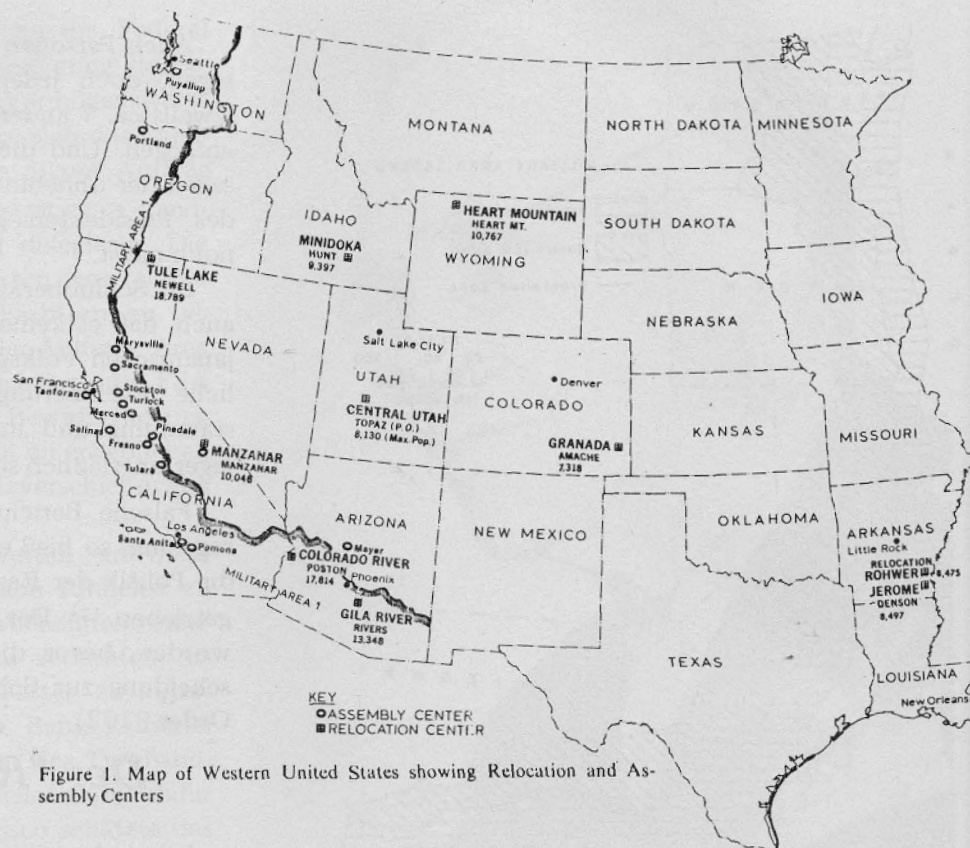 Seattle
Puyallup
WASHINGTON
Portland
OREGON
MILITARY AREA 1
MONTANA
NORTH DAKOTA
MINNESOTA
IDAHO
MINIDOKA
HUNT
9,397
HEART MOUNTAIN
HEART MT.
10,767
WYOMING
SOUTH DAKOTA
TULE LAKE
NEWELL
18,789
IOWA
NEBRASKA
NEVADA
Marysville
Sacramento
San Francisco
Tanforan
Stockton
Turlock
Merced
Salinas
Pinedale
Fresno
Tulare
MANZANAR
MANZANAR
10,046
CALIFORNIA
Salt Lake City
UTAH
CENTRAL UTAH
TOPAZ (P.O.)
8,130 (Max. Pop.)
Denver
COLORADO
GRANADA
AMACHE
7,318
KANSAS
MISSOURI
Los Angeles
Santa Anita
Pomona
MILITARY AREA 1
ARIZONA
Mayer
COLORADO RIVER
POSTON
17,814
Phoenix
GILA RIVER
RIVERS
13,348
NEW MEXICO
OKLAHOMA
ARKANSAS
Little Rock
RELOCATION
ROHWER
8,475
JEROME
DENSON
8,497
TEXAS
LOUISIANA
New Orleans
KEY
ASSEMBLY CENTER
RELOCATION CENTER
Figure 1. Map of Western United States showing Relocation and As-
sembly Centers